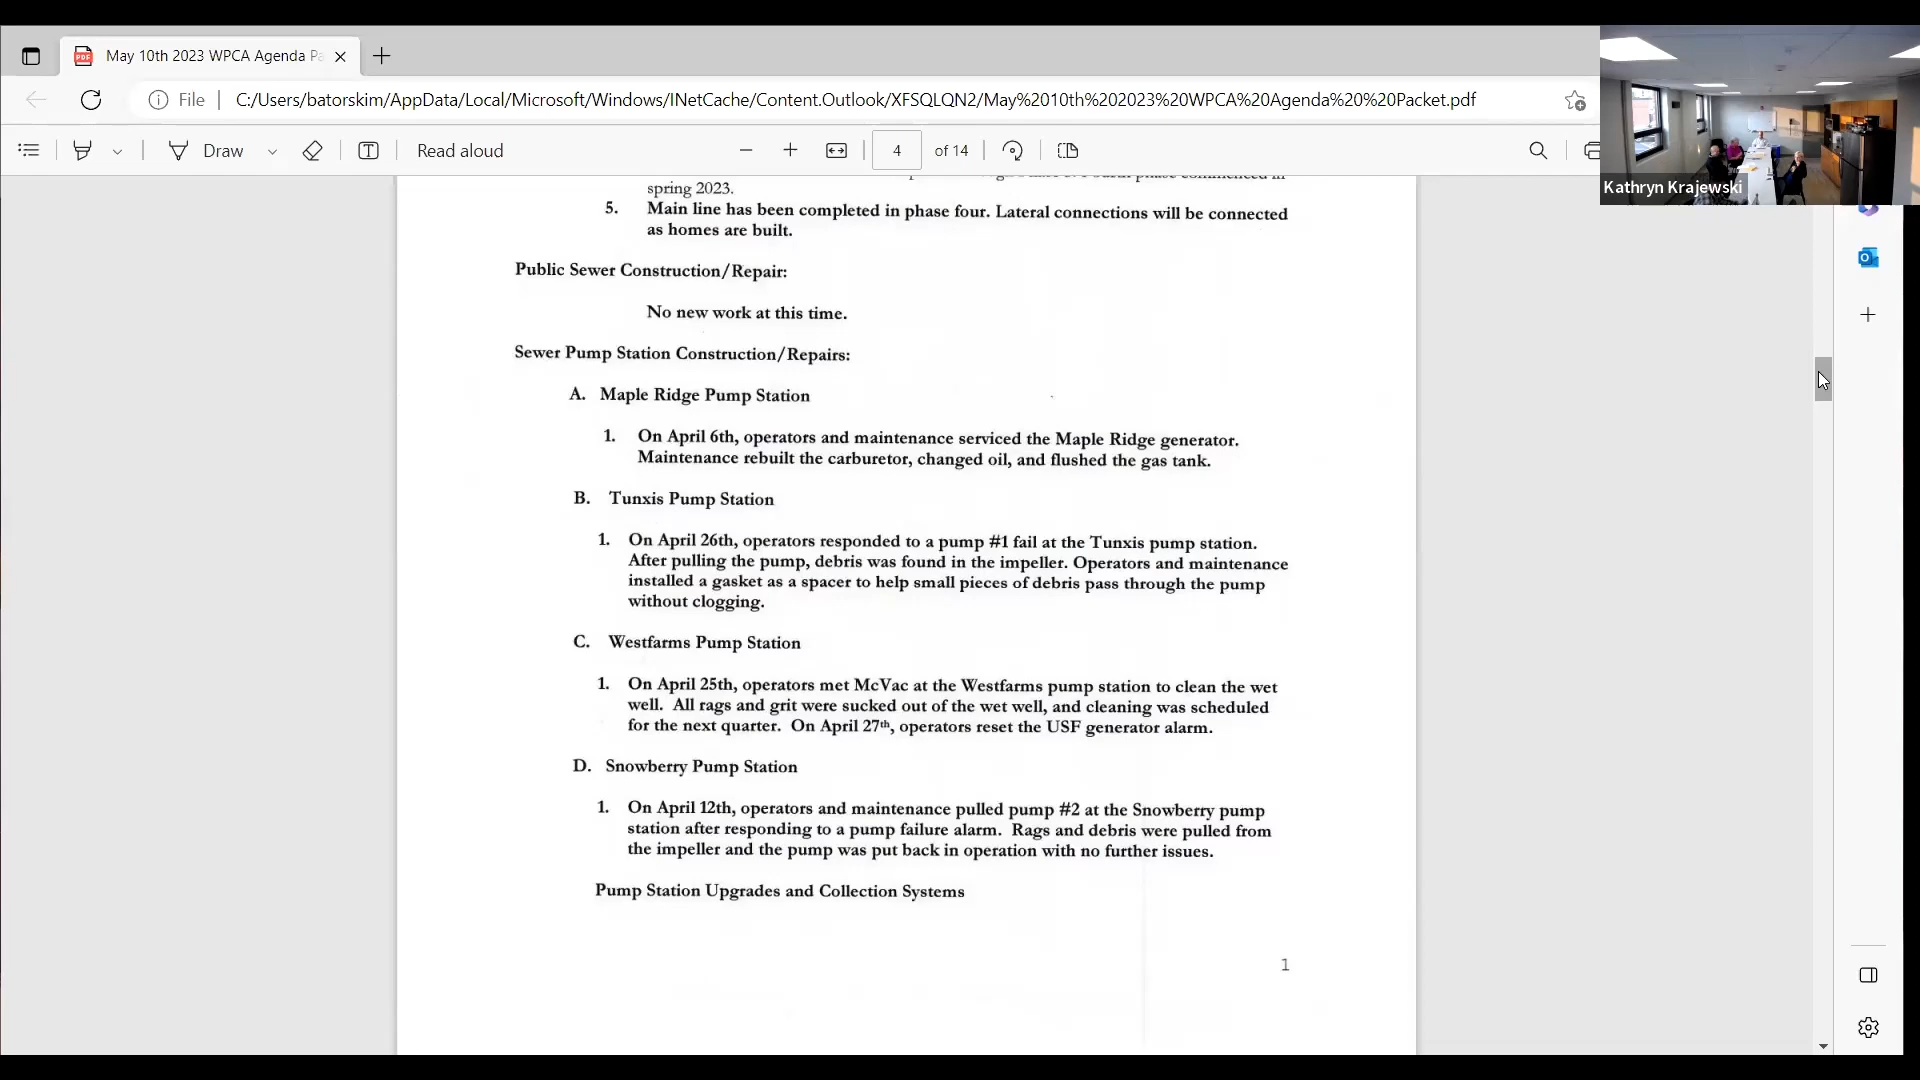 May 10th 2023 WPCA Agenda Pa
File
C:/Users/batorskim/AppData/Local/Microsoft/Windows/INetCache/Content.Outlook/XFSQLQN2/May%2010th%202023%20WPCA%20Agenda%20%20Packet.pdf
Draw
Read aloud
4
of 14
Kathryn Krajewski
phase commenced in
spring 2023.
5. Main line has been completed in phase four. Lateral connections will be connected
as homes are built.
Public Sewer Construction/Repair:
No new work at this time.
Sewer Pump Station Construction/Repairs:
A. Maple Ridge Pump Station
1. On April 6th, operators and maintenance serviced the Maple Ridge generator.
Maintenance rebuilt the carburetor, changed oil, and flushed the gas tank.
B. Tunxis Pump Station
1. On April 26th, operators responded to a pump #1 fail at the Tunxis pump station.
After pulling the pump, debris was found in the impeller. Operators and maintenance
installed a gasket as a spacer to help small pieces of debris pass through the pump
without clogging.
C. Westfarms Pump Station
1. On April 25th, operators met McVac at the Westfarms pump station to clean the wet
well. All rags and grit were sucked out of the wet well, and cleaning was scheduled
for the next quarter. On April 27th, operators reset the USF generator alarm.
D. Snowberry Pump Station
1. On April 12th, operators and maintenance pulled pump #2 at the Snowberry pump
station after responding to a pump failure alarm. Rags and debris were pulled from
the impeller and the pump was put back in operation with no further issues.
Pump Station Upgrades and Collection Systems
1